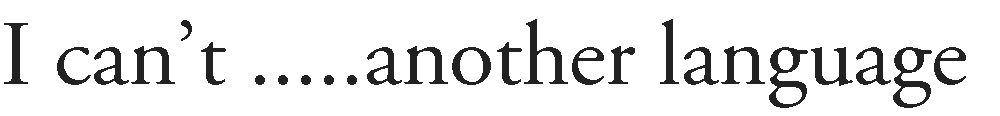 I can’t .....another language